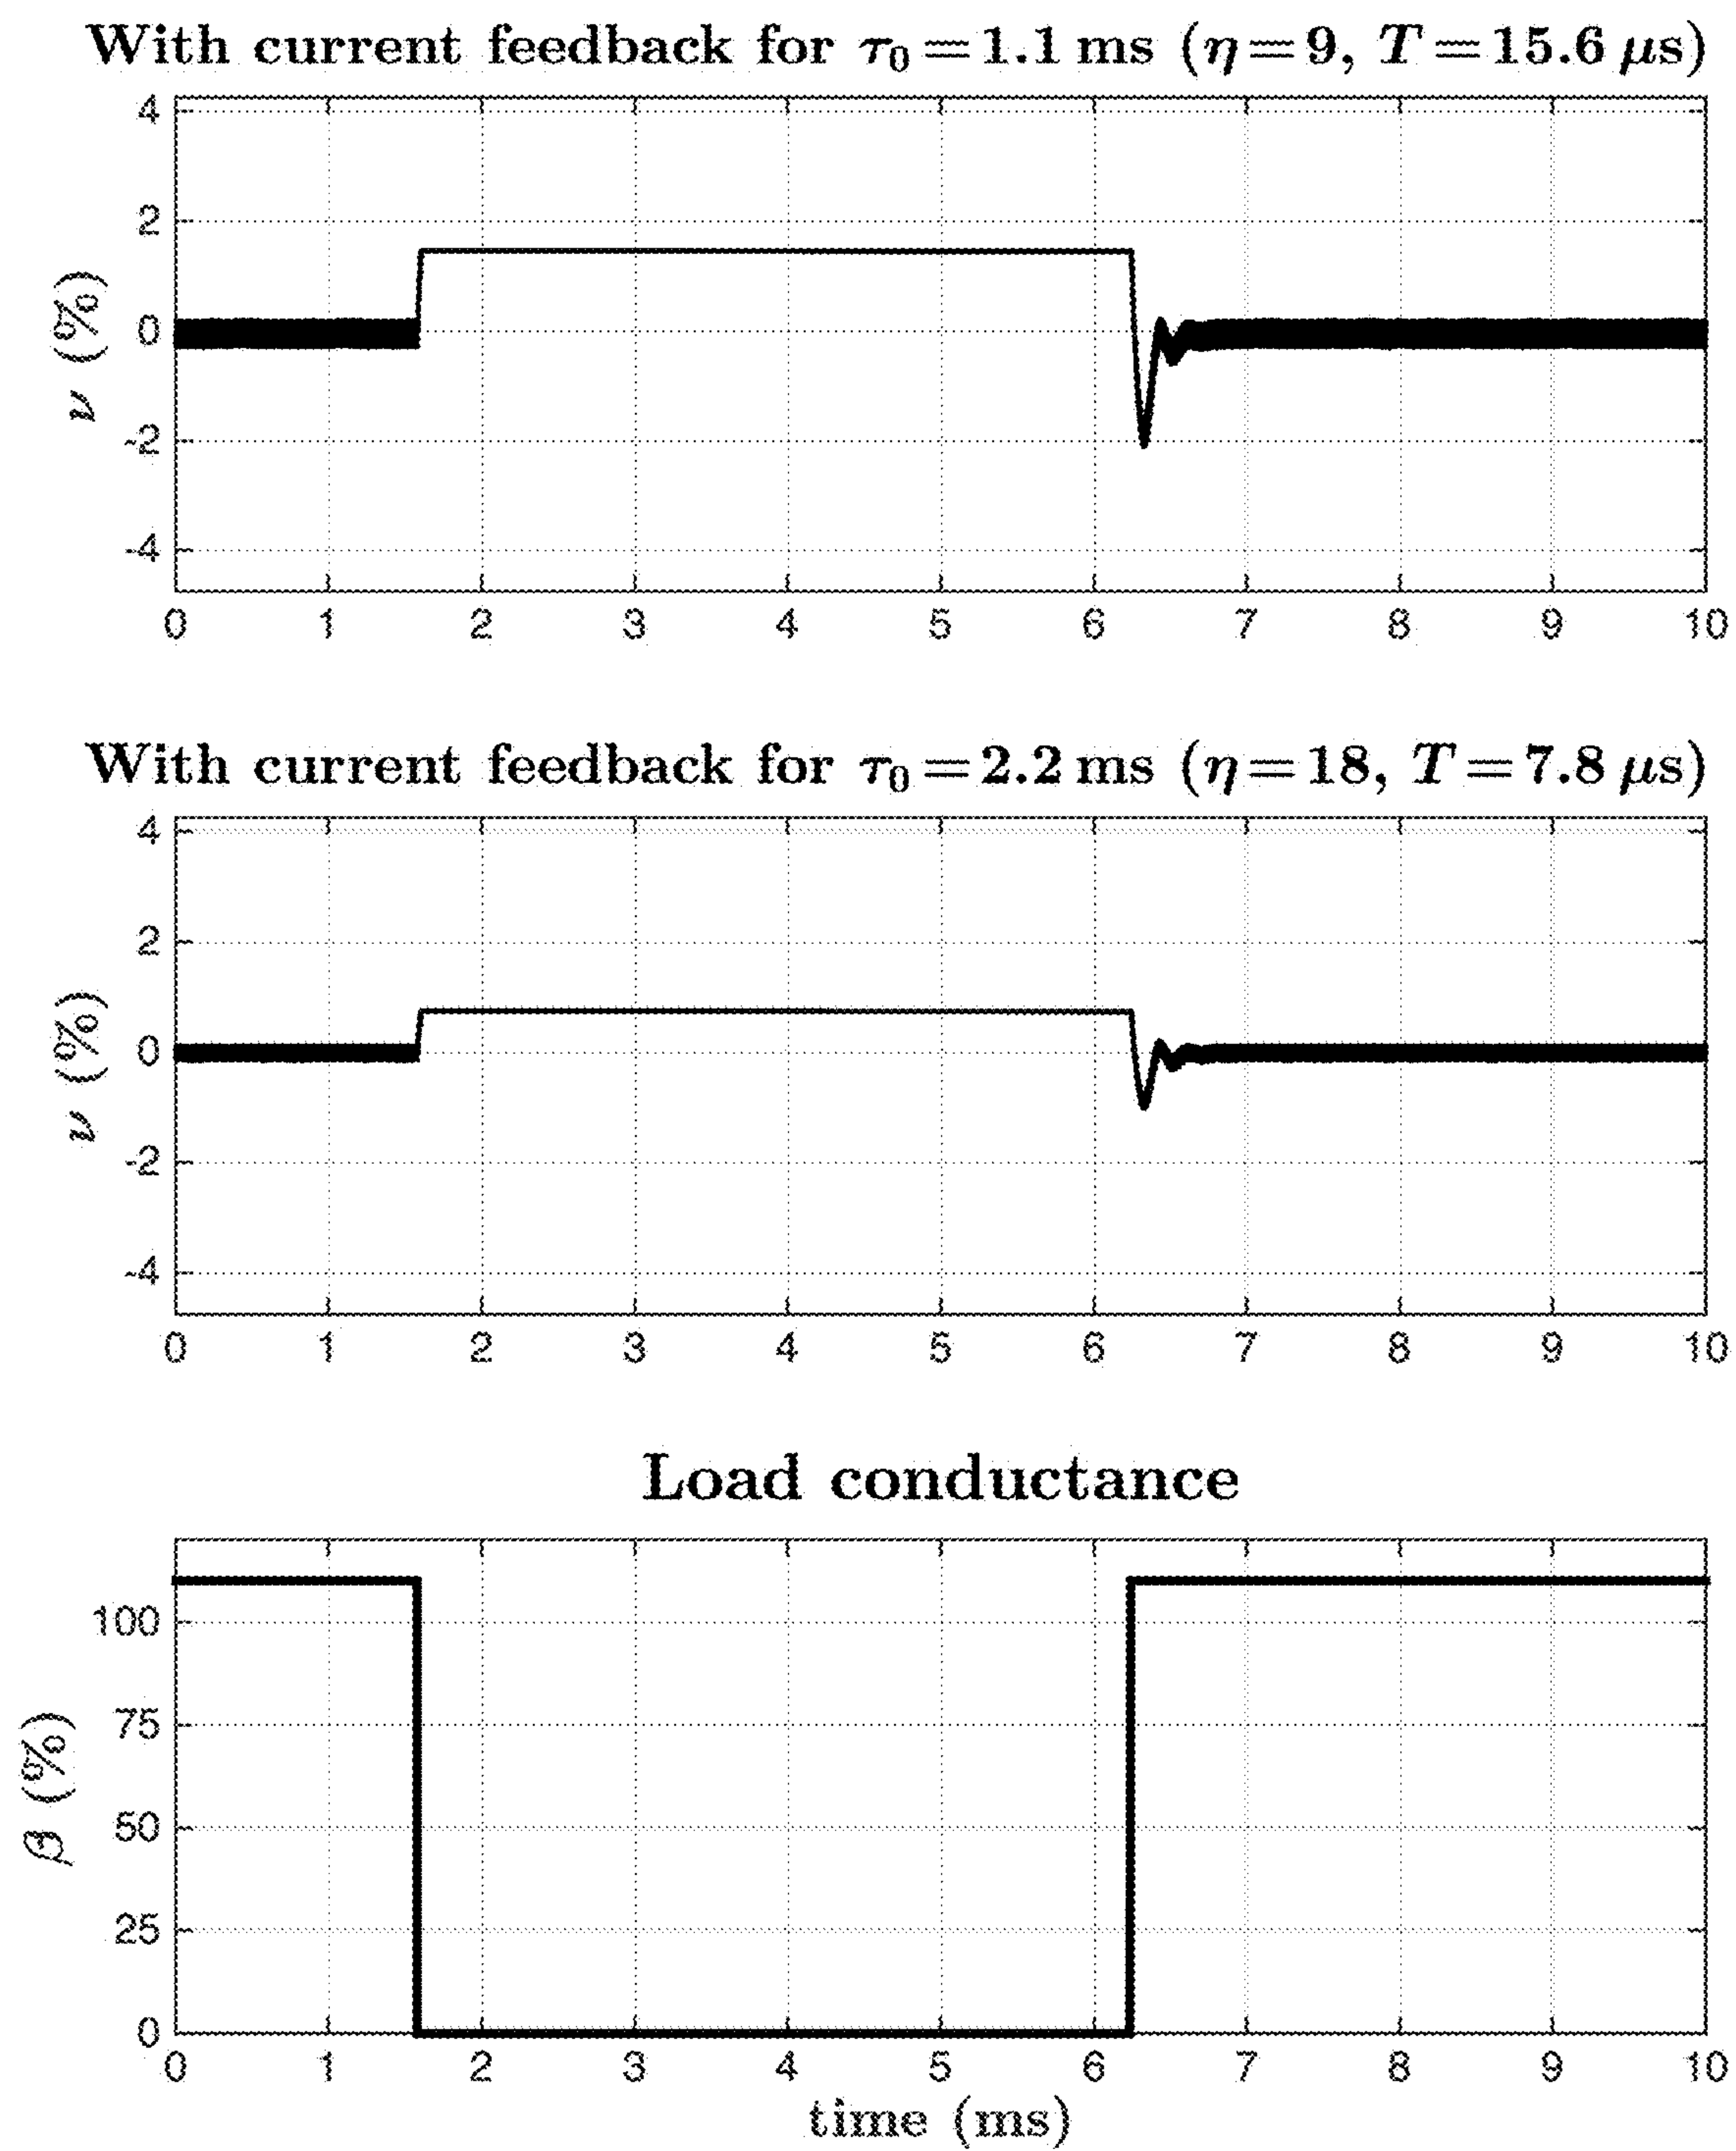 With current feedback for τ₀=1.1 ms (η=9, T=15.6 μs)
4
2
0
-2
-4
ν (%)
0 1 2 3 4 5 6 7 8 9 10
With current feedback for τ₀=2.2 ms (η=18, T=7.8 μs)
4
2
0
-2
-4
ν (%)
0 1 2 3 4 5 6 7 8 9 10
Load conductance
100
75
50
25
0
β (%)
0 1 2 3 4 5 6 7 8 9 10
time (ms)